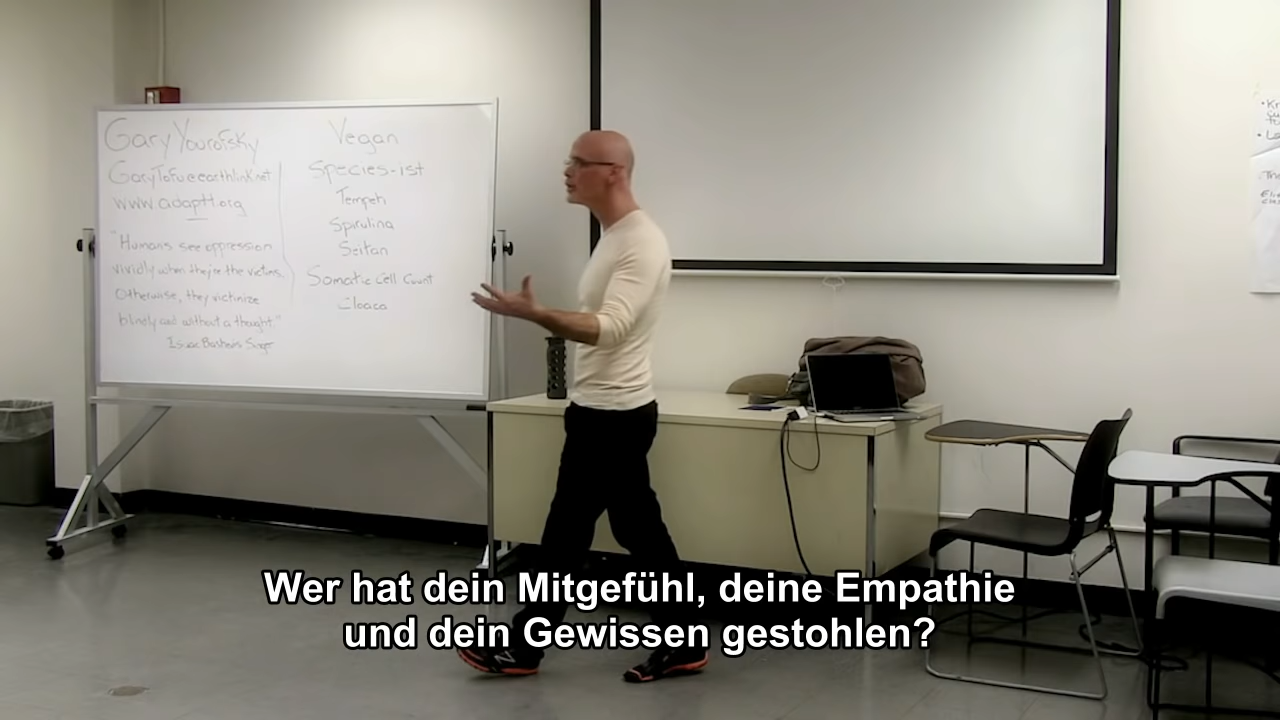 Gary Yourofsky
GaryTofu@earthlink.net
www.adaptt.org
"Humans see oppression
vividly when they're the victims.
Otherwise, they victimize
blindly and without a thought."
Isaac Bashevis Singer
Vegan
Species-ist
Tempeh
Spirulina
Seitan
Somatic Cell Count
Cloaca
Wer hat dein Mitgefühl, deine Empathie
und dein Gewissen gestohlen?